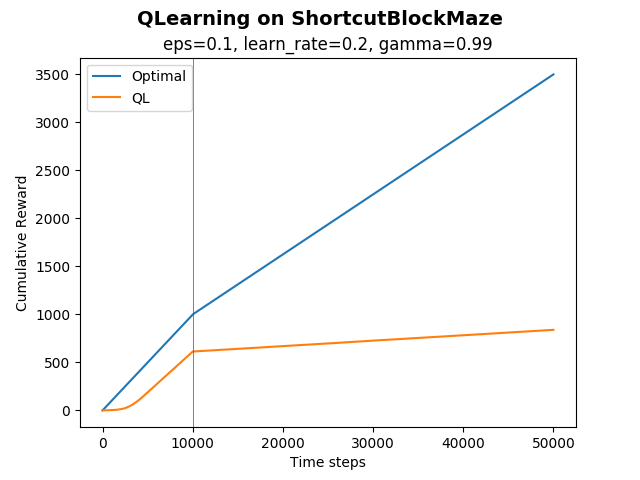 QLearning on ShortcutBlockMaze
eps=0.1, learn_rate=0.2, gamma=0.99
Optimal
QL
3500
3000
2500
2000
1500
1000
500
0
Cumulative Reward
0 10000 20000 30000 40000 50000
Time steps